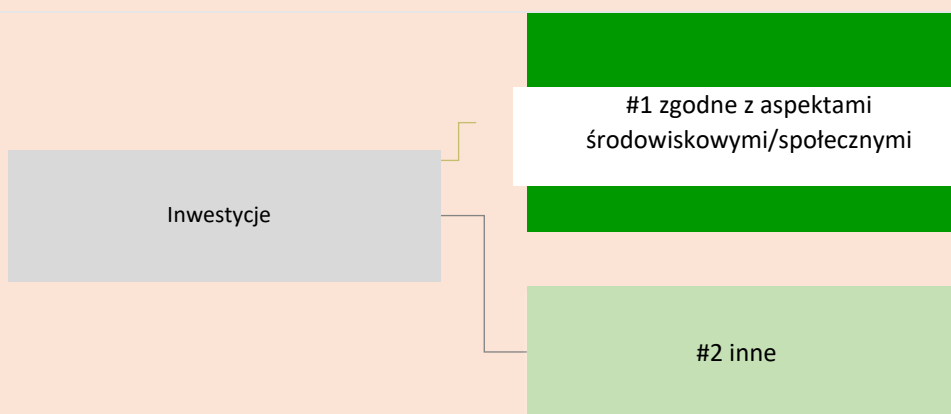 #1 zgodne z aspektami
środowiskowymi/społecznymi
Inwestycje
#2 inne